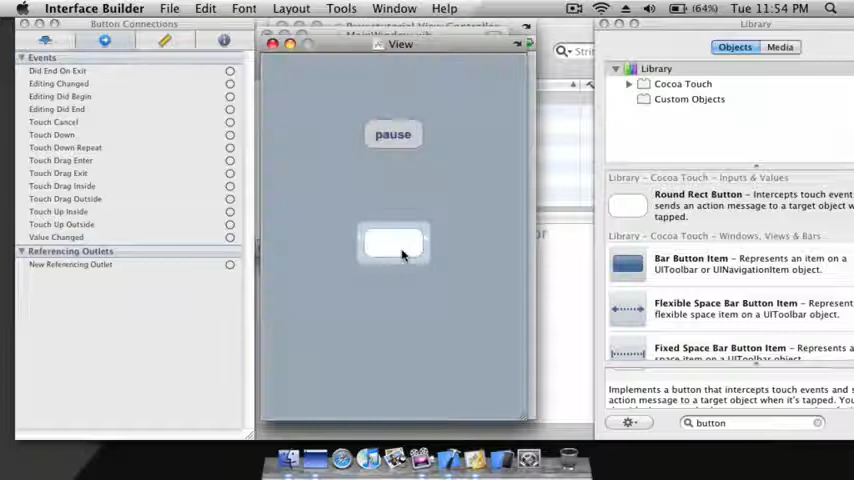 Interface Builder File Edit Font Layout Tools Window Help (64%) Tue 11:54 PM
Button Connections
Events
Did End On Exit
Editing Changed
Editing Did Begin
Editing Did End
Touch Cancel
Touch Down
Touch Down Repeat
Touch Drag Enter
Touch Drag Exit
Touch Drag Inside
Touch Drag Outside
Touch Up Inside
Touch Up Outside
Value Changed
Referencing Outlets
New Referencing Outlet
View
pause
Library
Objects Media
Library
Cocoa Touch
Custom Objects
Library – Cocoa Touch – Inputs & Values
Round Rect Button – Intercepts touch event
sends an action message to a target object
tapped.
Library – Cocoa Touch – Windows, Views & Bars
Bar Button Item – Represents an item on a
UIToolbar or UINavigationItem object.
Flexible Space Bar Button Item – Represent
flexible space item on a UIToolbar object.
Fixed Space Bar Button Item – Represents a
space item on a UIToolbar object.
Implements a button that intercepts touch events and s
action message to a target object when it's tapped. You
button